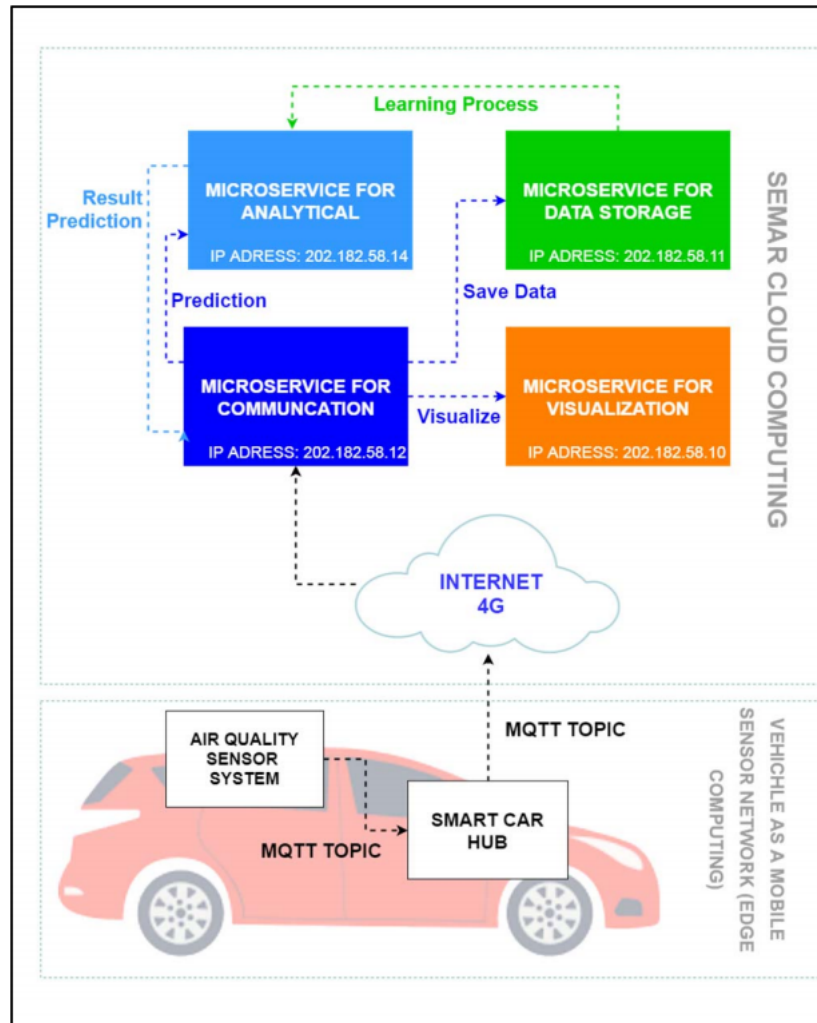 Learning Process
Result
Prediction
MICROSERVICE FOR
ANALYTICAL
IP ADRESS: 202.182.58.14
MICROSERVICE FOR
DATA STORAGE
IP ADRESS: 202.182.58.11
Prediction
Save Data
MICROSERVICE FOR
COMMUNCATION
IP ADRESS: 202.182.58.12
Visualize
MICROSERVICE FOR
VISUALIZATION
IP ADRESS: 202.182.58.10
SEMAR CLOUD COMPUTING
INTERNET
4G
MQTT TOPIC
AIR QUALITY
SENSOR
SYSTEM
MQTT TOPIC
SMART CAR
HUB
VEHICHLE AS A MOBILE
SENSOR NETWORK (EDGE
COMPUTING)